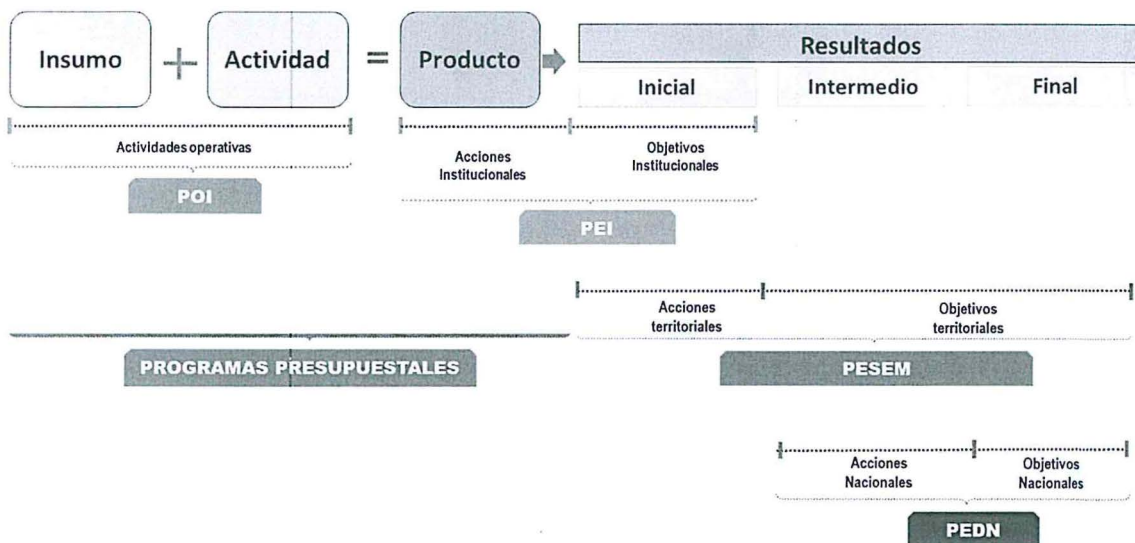 Insumo + Actividad = Producto
Resultados
Inicial Intermedio Final
Actividades operativas
Acciones Institucionales
Objetivos Institucionales
POI
PEI
Acciones territoriales
Objetivos territoriales
PROGRAMAS PRESUPUESTALES
PESEM
Acciones Nacionales
Objetivos Nacionales
PEDN